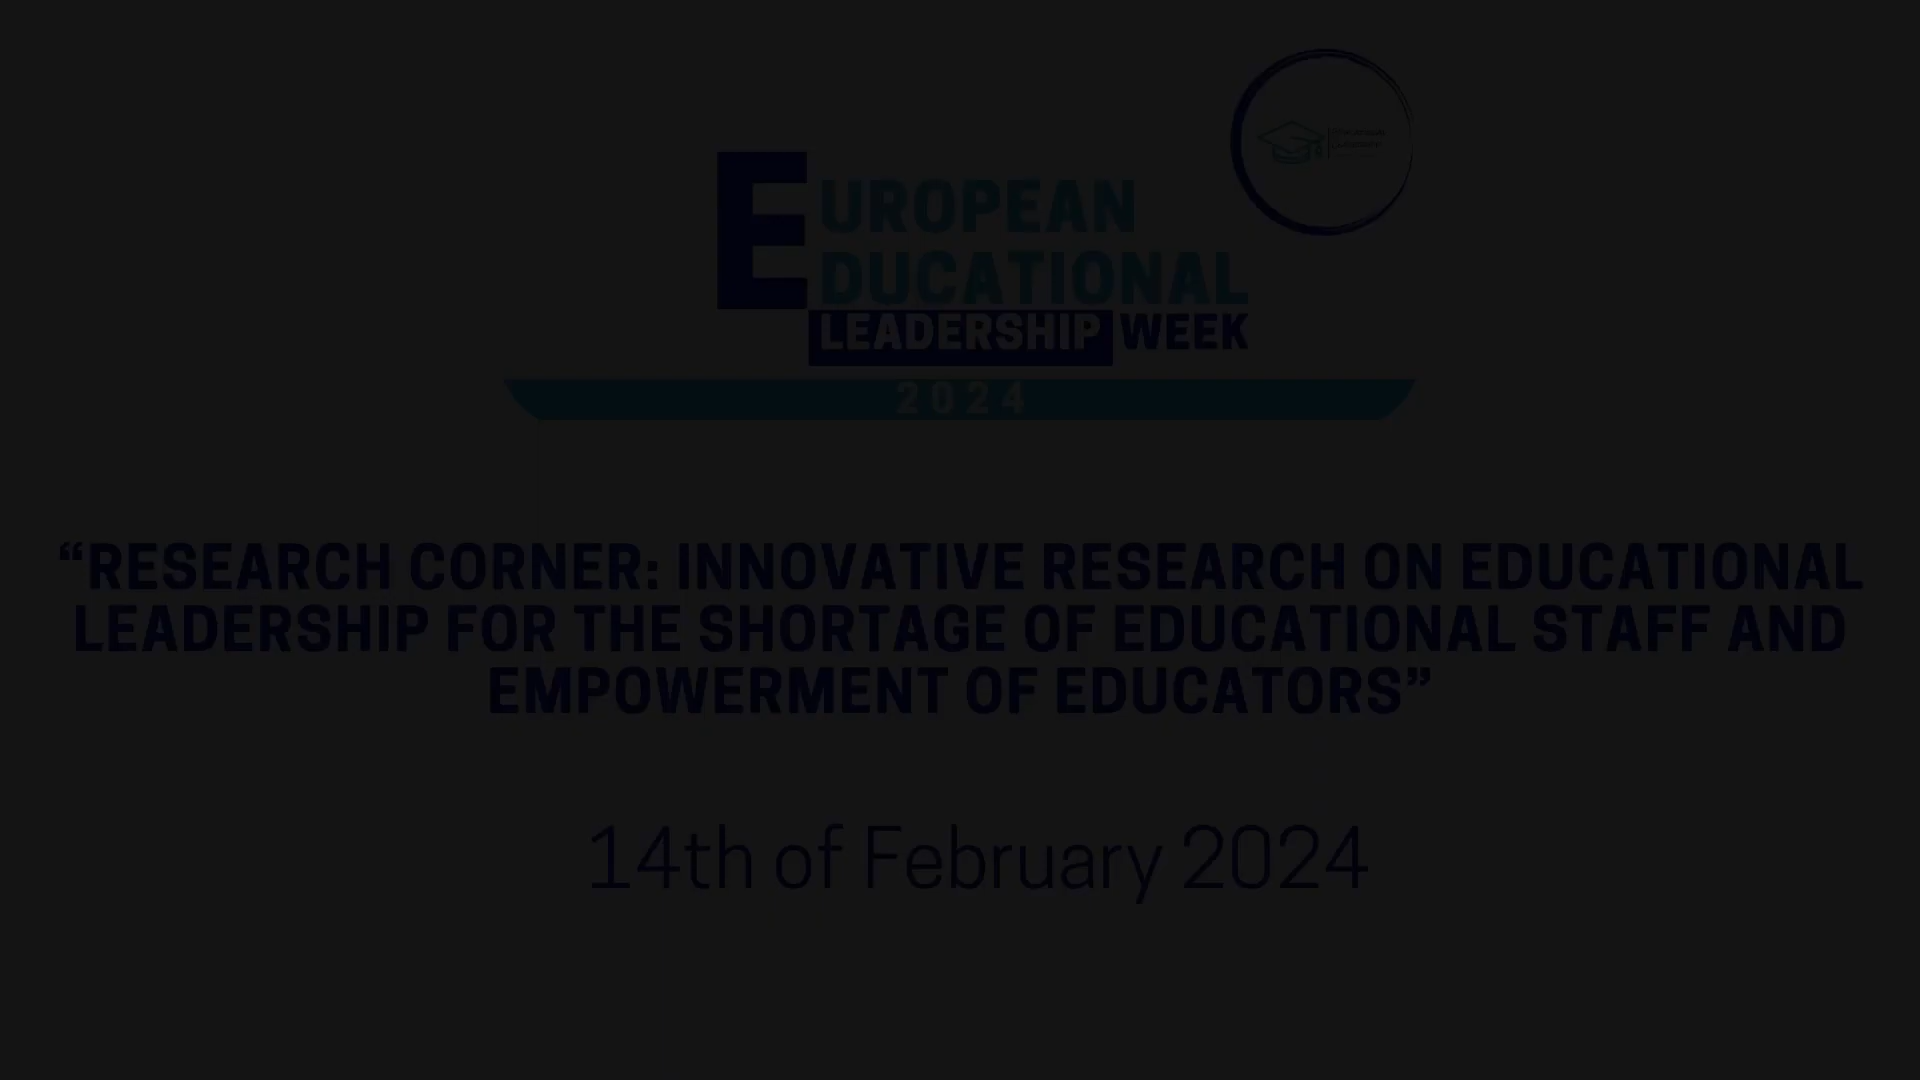 EUROPEAN
EDUCATIONAL
LEADERSHIP WEEK
2024
“RESEARCH CORNER: INNOVATIVE RESEARCH ON EDUCATIONAL
LEADERSHIP FOR THE SHORTAGE OF EDUCATIONAL STAFF AND
EMPOWERMENT OF EDUCATORS”
14th of February 2024